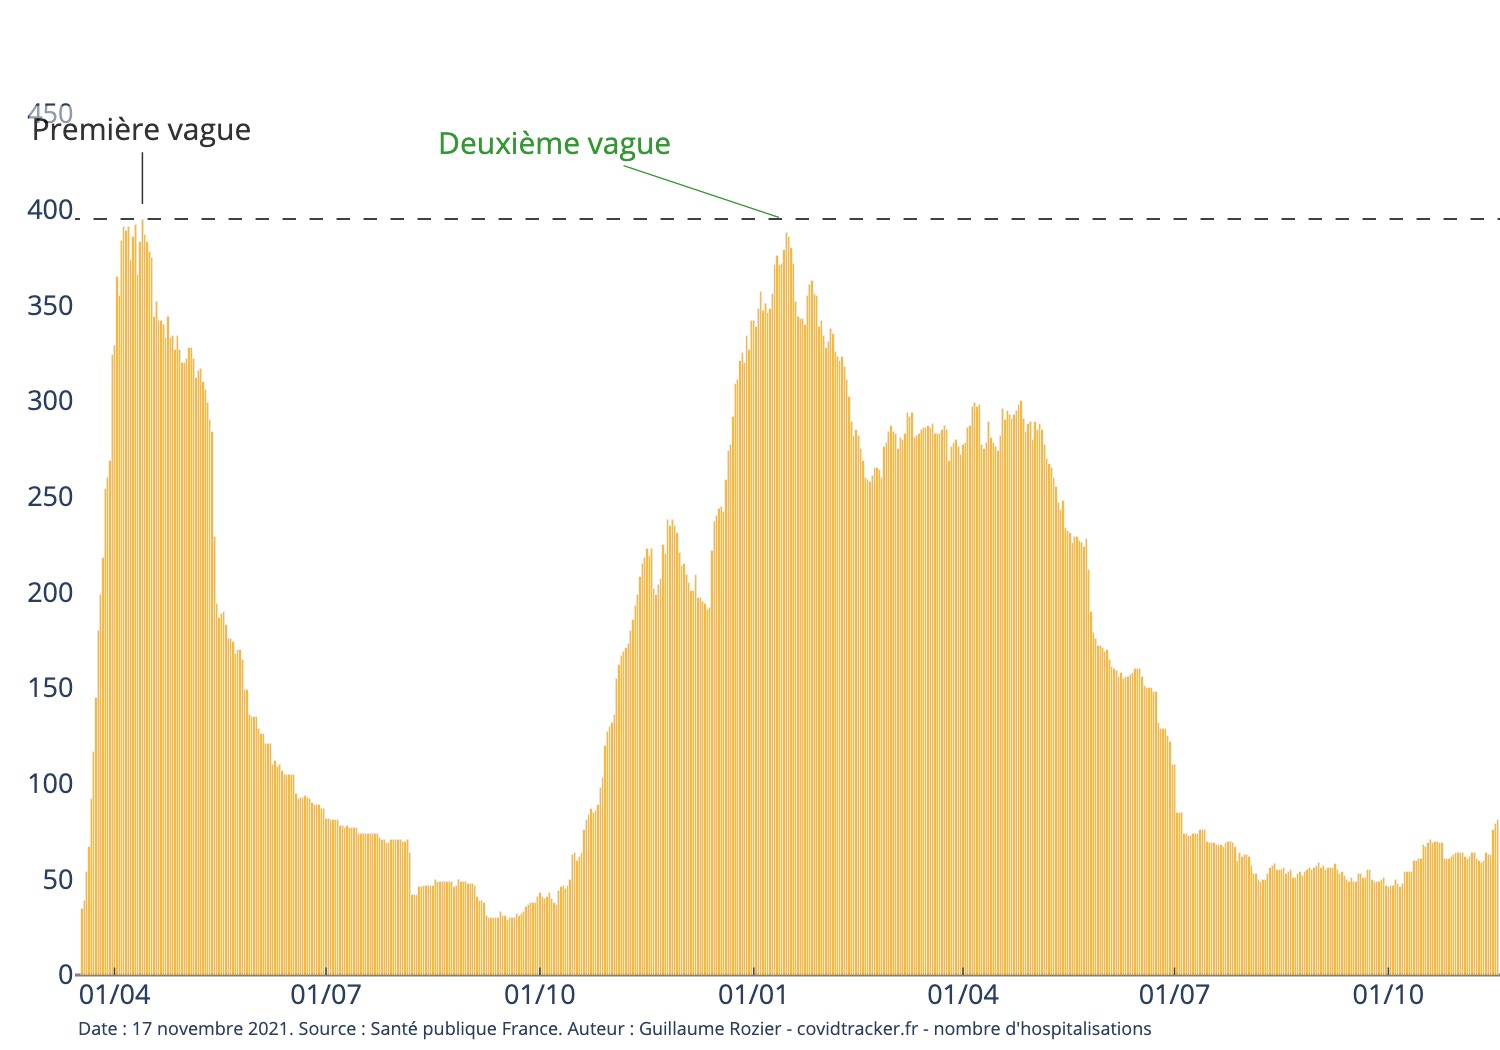 450
Première vague
Deuxième vague
400
350
300
250
200
150
100
50
0
01/04 01/07 01/10 01/01 01/04 01/07 01/10
Date : 17 novembre 2021. Source : Santé publique France. Auteur : Guillaume Rozier - covidtracker.fr - nombre d'hospitalisations